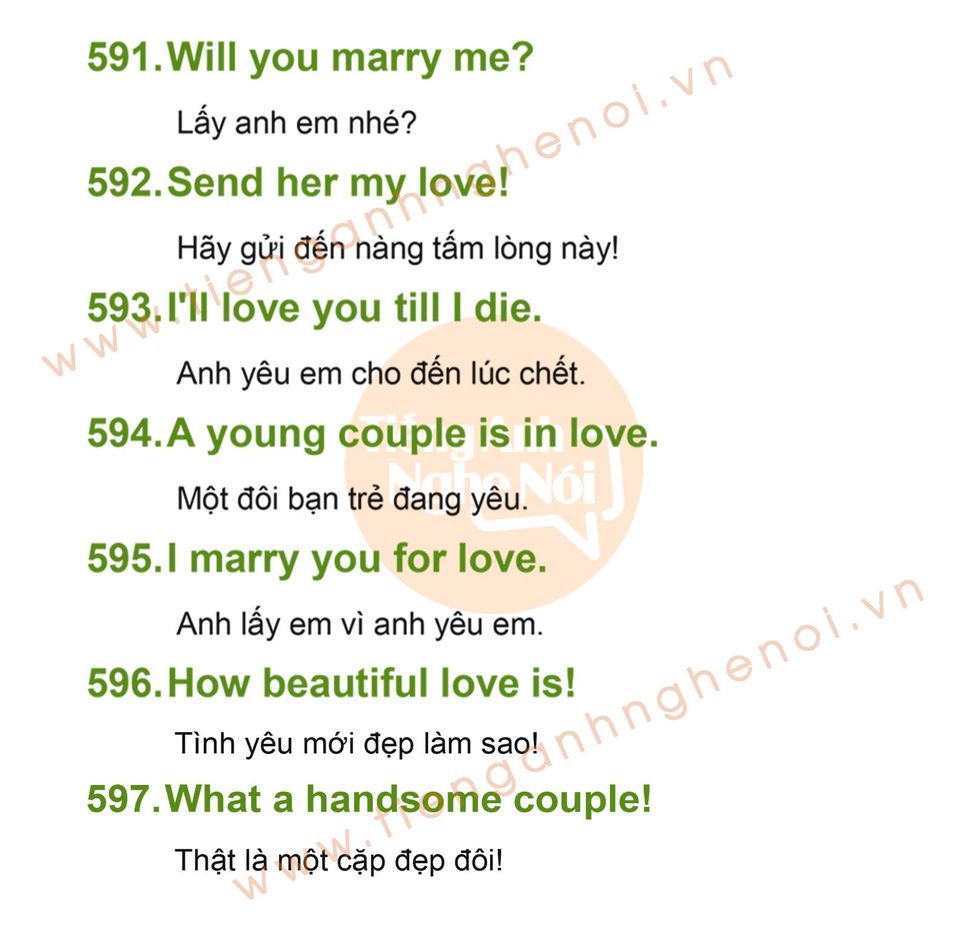 591. Will you marry me?
Lấy anh em nhé?
592. Send her my love!
Hãy gửi đến nàng tấm lòng này!
593. I'll love you till I die.
Anh yêu em cho đến lúc chết.
594. A young couple is in love.
Một đôi bạn trẻ đang yêu.
595. I marry you for love.
Anh lấy em vì anh yêu em.
596. How beautiful love is!
Tình yêu mới đẹp làm sao!
597. What a handsome couple!
Thật là một cặp đẹp đôi!
www.tienganhnghenoi.vn
Tiếng Anh
Nghe Nói
www.tienganhnghenoi.vn